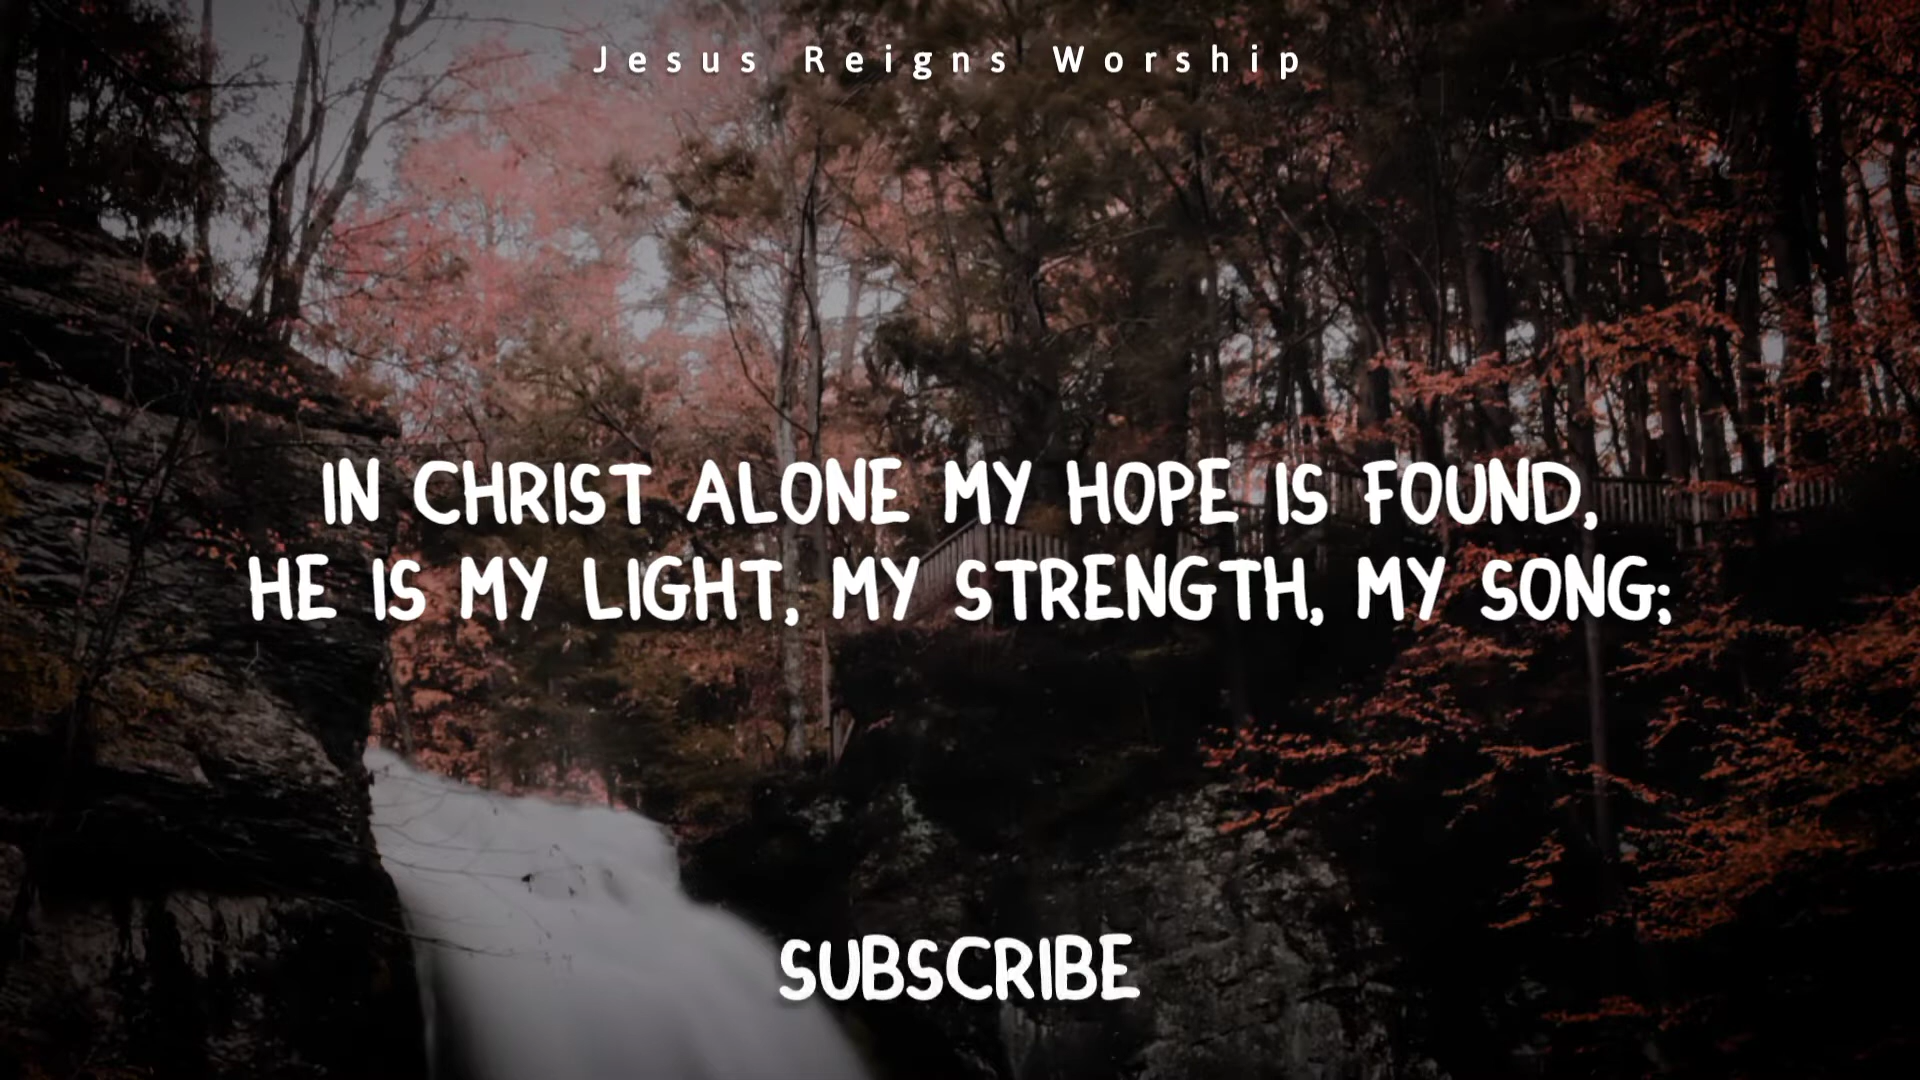 Jesus Reigns Worship
IN CHRIST ALONE MY HOPE IS FOUND,
HE IS MY LIGHT, MY STRENGTH, MY SONG;
SUBSCRIBE